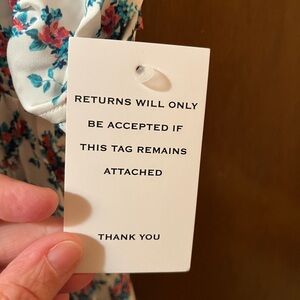 RETURNS WILL ONLY
BE ACCEPTED IF
THIS TAG REMAINS
ATTACHED
THANK YOU